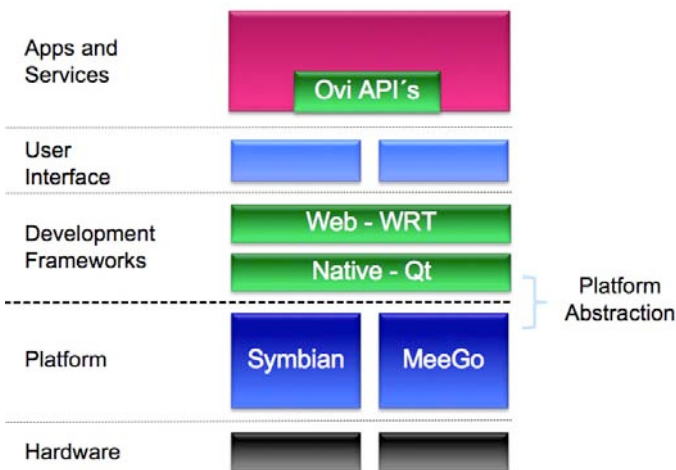 Apps and
Services
Ovi API´s
User
Interface
Development
Frameworks
Web - WRT
Native - Qt
Platform
Abstraction
Platform
Symbian
MeeGo
Hardware